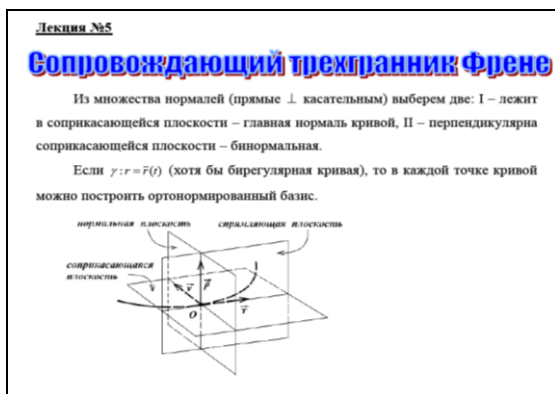 Лекция №5
Сопровождающий трехгранник Френе
Из множества нормалей (прямые ⊥ касательным) выберем две: I – лежит
в соприкасающейся плоскости – главная нормаль кривой, II – перпендикулярна
соприкасающейся плоскости – бинормальная.
Если γ : r = r̄(t) (хотя бы бирегулярная кривая), то в каждой точке кривой
можно построить ортонормированный базис.
нормальная плоскость
спрямляющая плоскость
соприкасающаяся
плоскость
O